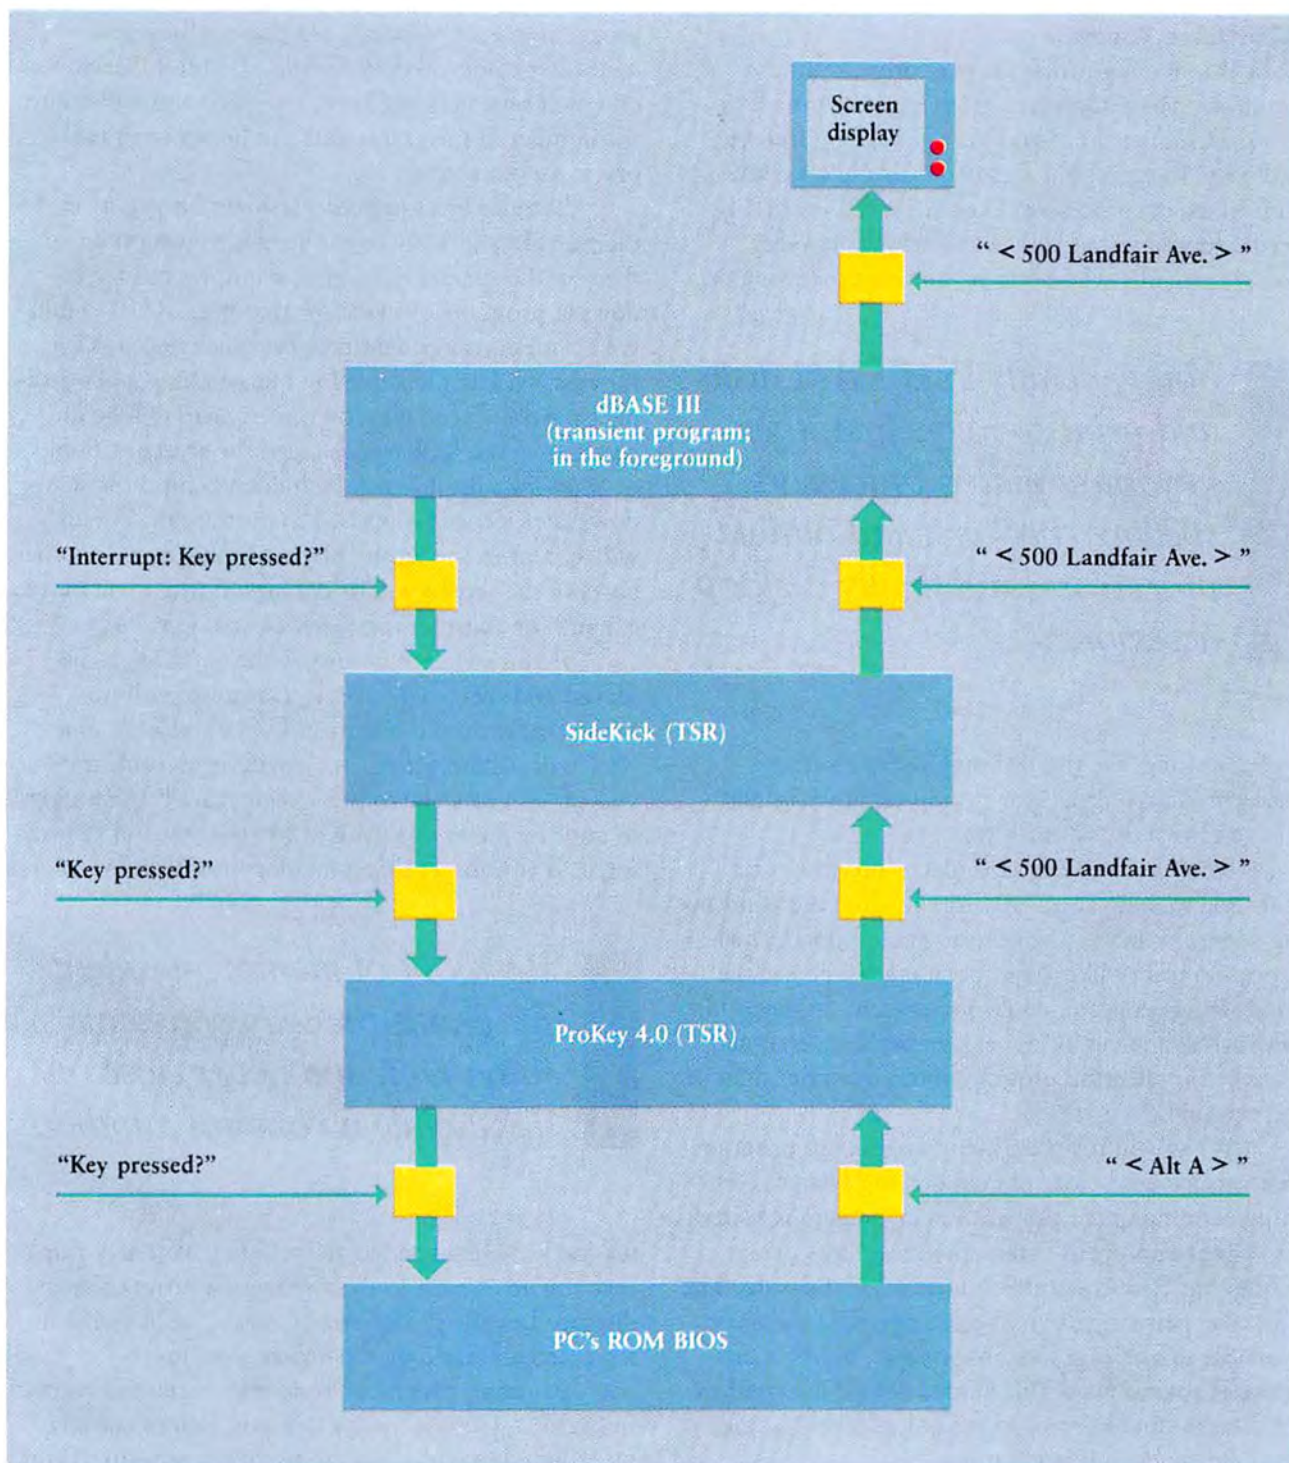 Screen
display
“ < 500 Landfair Ave. > ”
dBASE III
(transient program;
in the foreground)
“Interrupt: Key pressed?”
“ < 500 Landfair Ave. > ”
SideKick (TSR)
“Key pressed?”
“ < 500 Landfair Ave. > ”
ProKey 4.0 (TSR)
“Key pressed?”
“ < Alt A > ”
PC's ROM BIOS